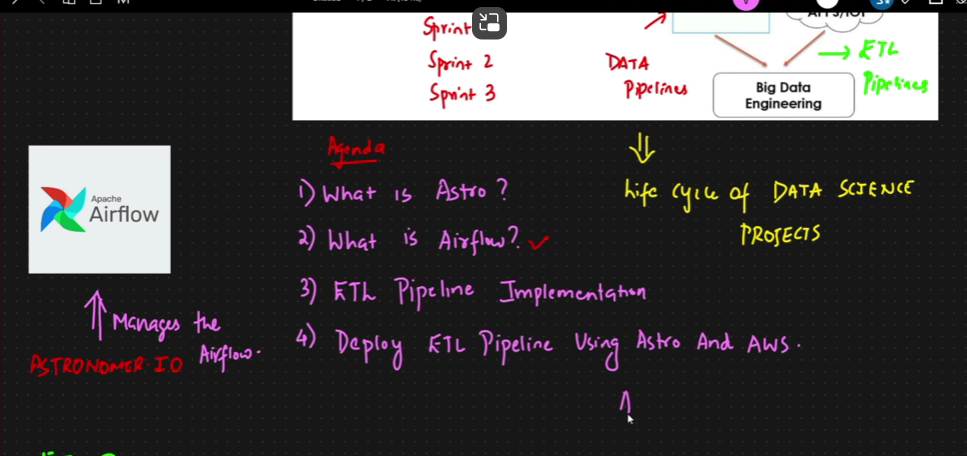 Sprint
Sprint 2
Sprint 3
DATA
Pipelines
ETL
Pipelines
Big Data
Engineering
Agenda
1) What is Astro?
2) What is Airflow? ✓
3) ETL Pipeline Implementation
4) Deploy ETL Pipeline Using Astro And AWS.
Life cycle of DATA SCIENCE
PROJECTS
Apache
Airflow
Manages the
Airflow.
ASTRONOMER.IO